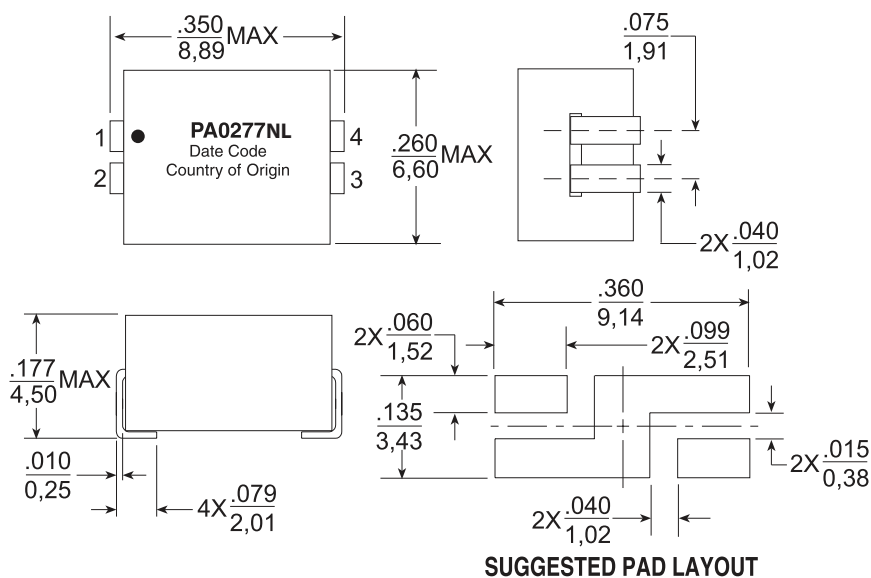 .350
8,89
MAX
.075
1,91
1
2
PA0277NL
Date Code
Country of Origin
4
3
.260
6,60
MAX
2X
.040
1,02
.177
4,50
MAX
.010
0,25
4X
.079
2,01
.360
9,14
2X
.060
1,52
2X
.099
2,51
.135
3,43
2X
.015
0,38
2X
.040
1,02
SUGGESTED PAD LAYOUT